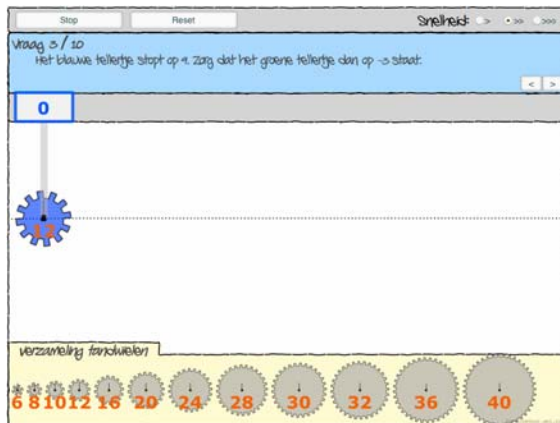 Stop Reset Snelheid: > >> >>>
Vraag 3 / 10
Het blauwe tellertje stopt op 9. Zorg dat het groene tellertje dan op -3 staat.
< >
0
12
verzameling tandwielen
6 8 10 12 16 20 24 28 30 32 36 40